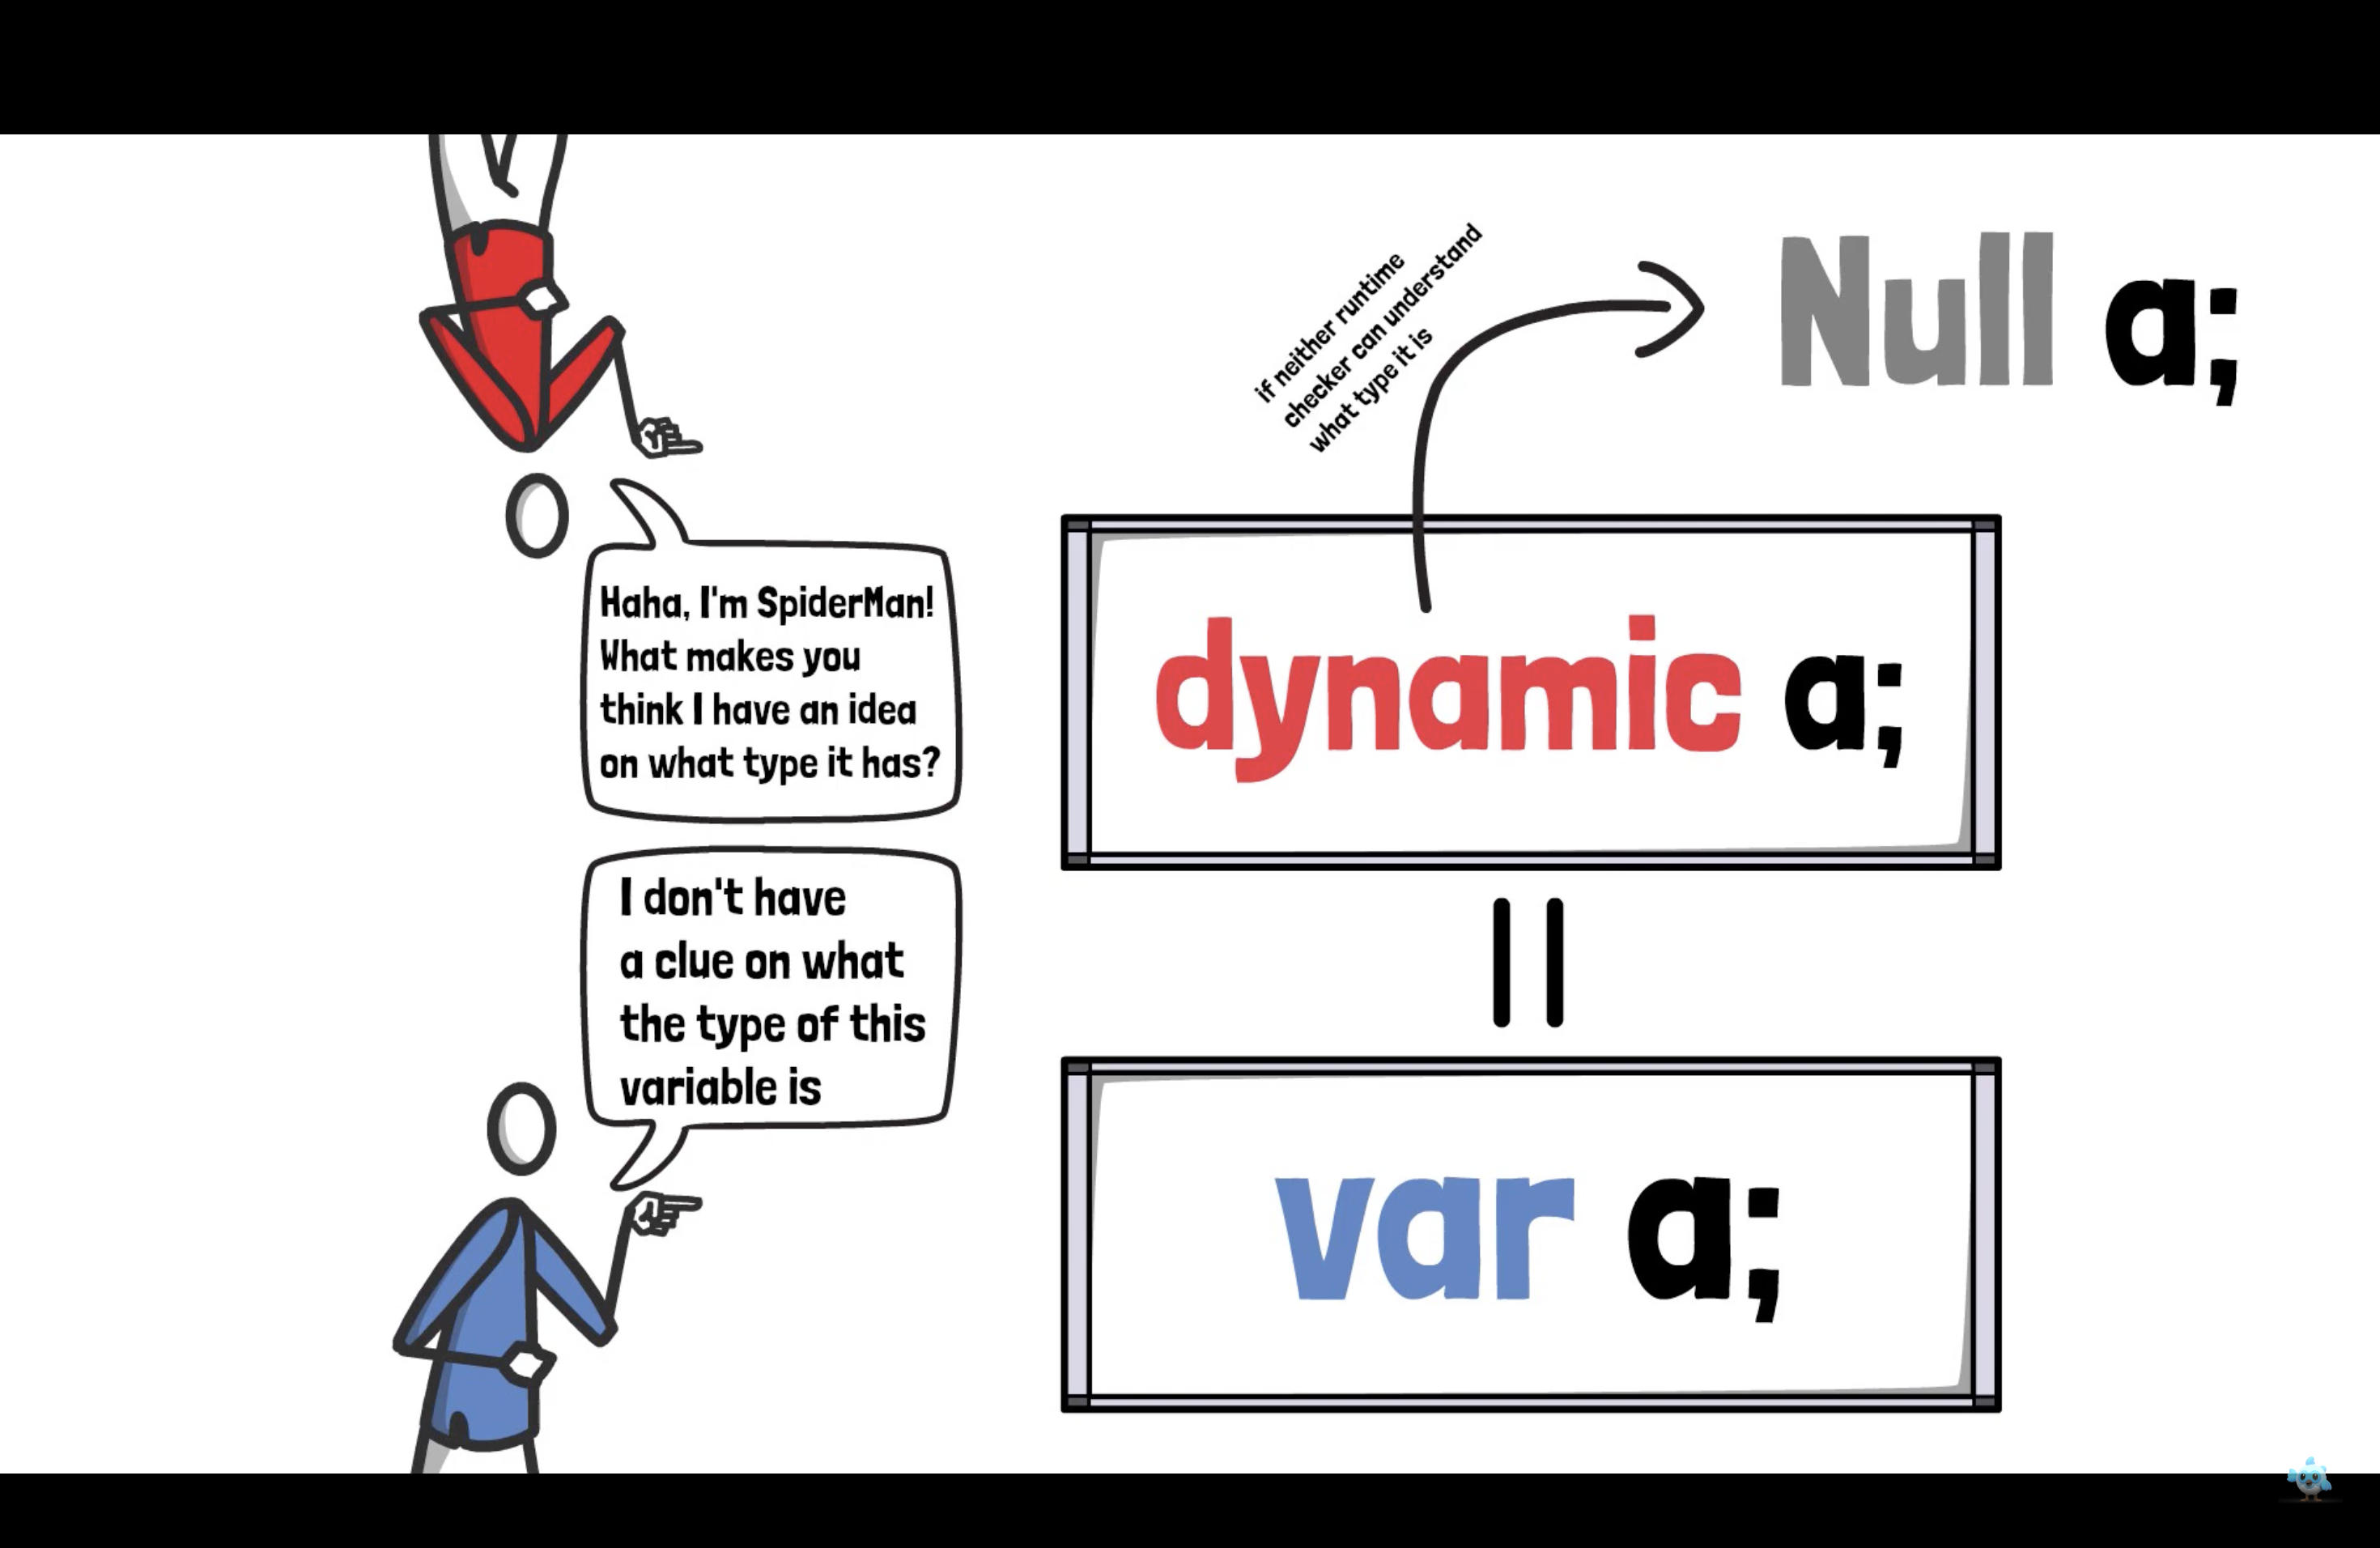 if neither runtime
checker can understand
what type it is
Null a;
Haha, I'm SpiderMan!
What makes you
think I have an idea
on what type it has?
dynamic a;
I don't have
a clue on what
the type of this
variable is
var a;